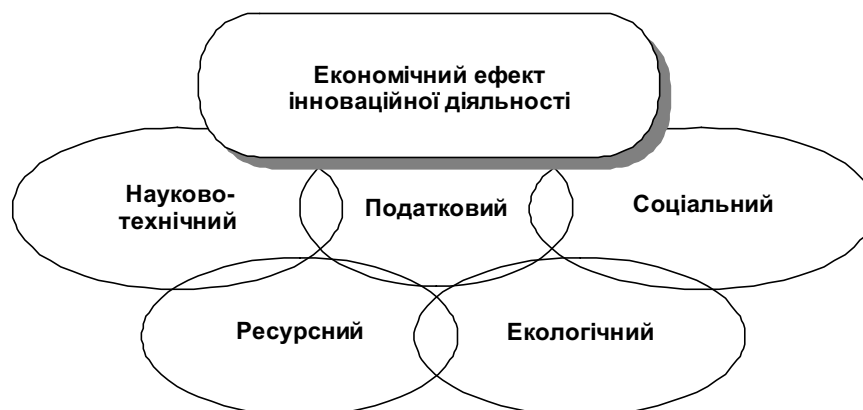 Економічний ефект
інноваційної діяльності
Науково-
технічний
Податковий
Соціальний
Ресурсний
Екологічний